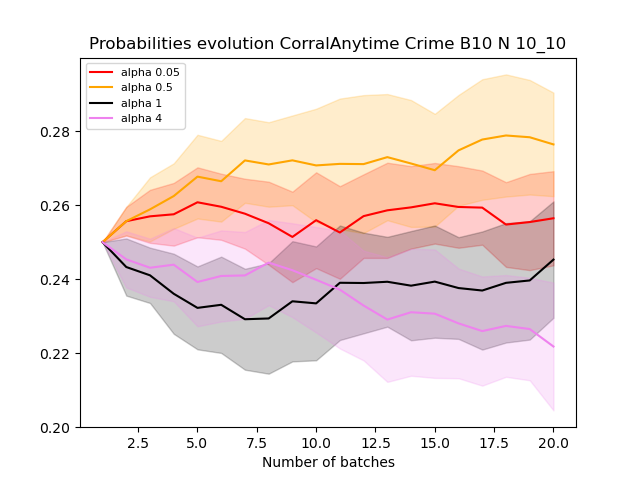 Probabilities evolution CorralAnytime Crime B10 N 10_10
alpha 0.05
alpha 0.5
alpha 1
alpha 4
0.28
0.26
0.24
0.22
0.20
2.5 5.0 7.5 10.0 12.5 15.0 17.5 20.0
Number of batches